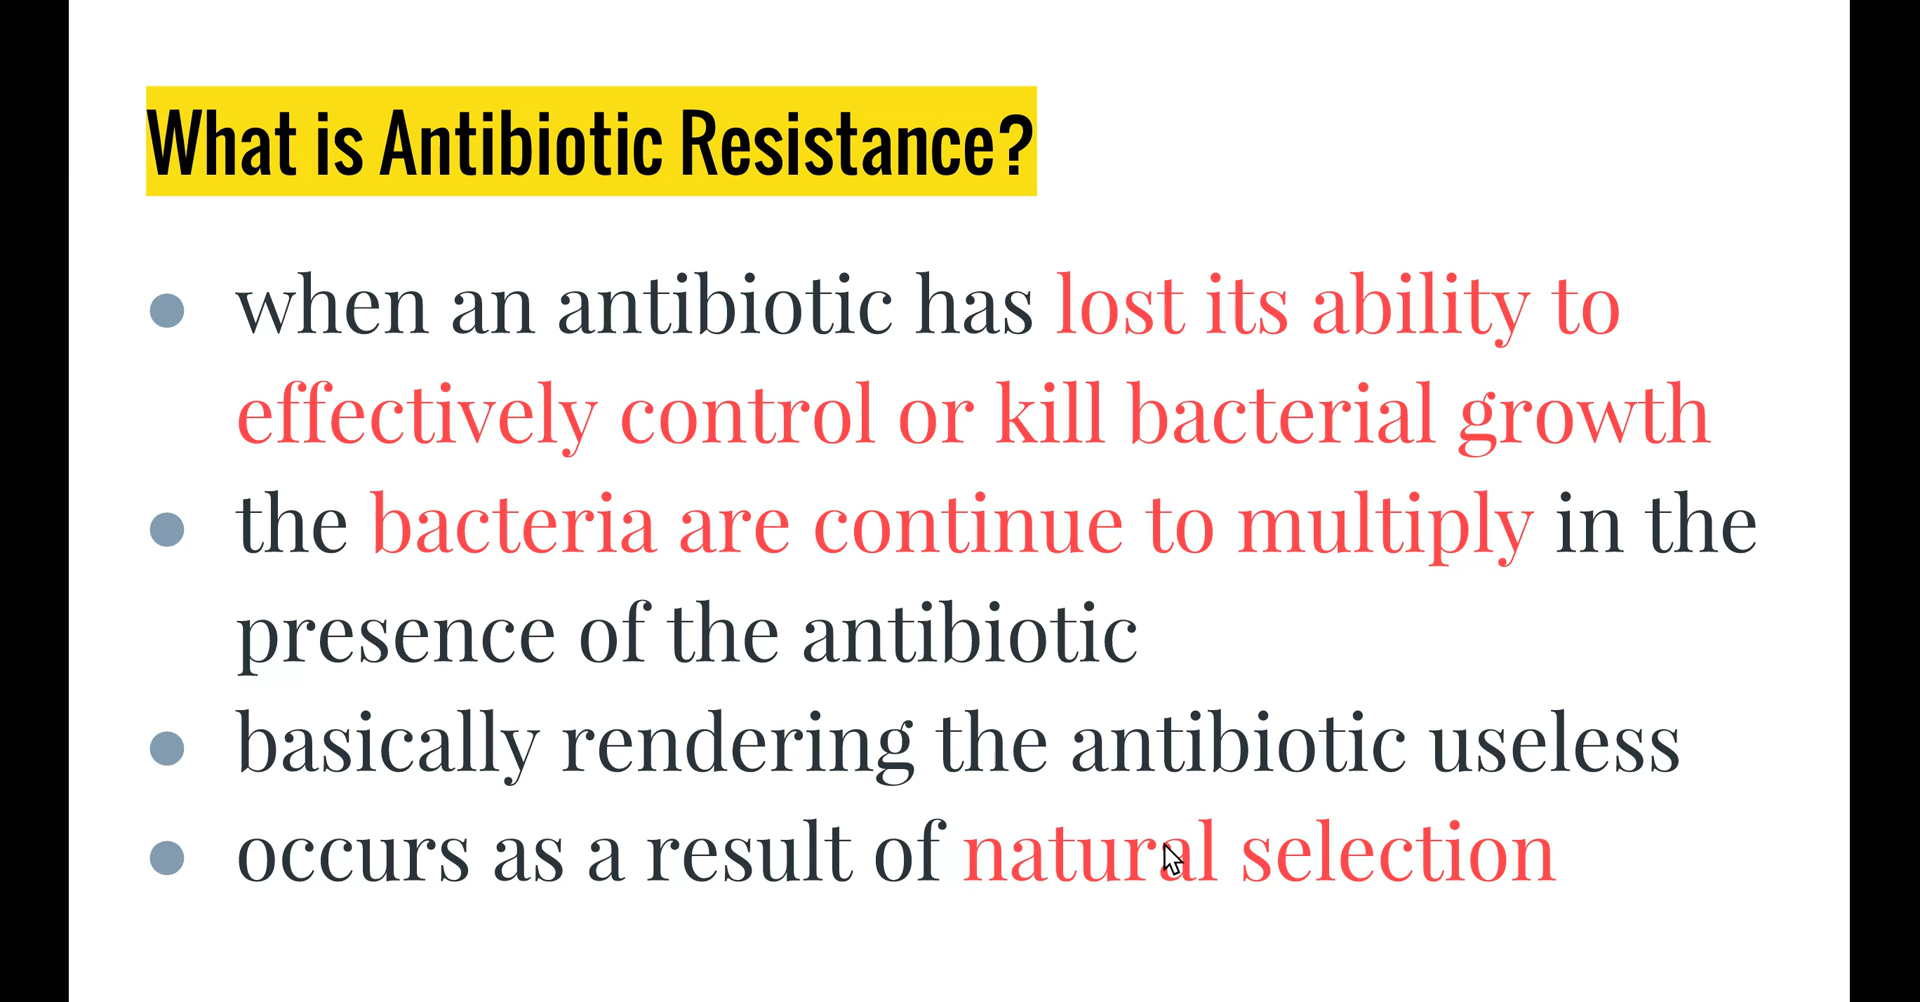 What is Antibiotic Resistance?
● when an antibiotic has lost its ability to
effectively control or kill bacterial growth
● the bacteria are continue to multiply in the
presence of the antibiotic
● basically rendering the antibiotic useless
● occurs as a result of natural selection